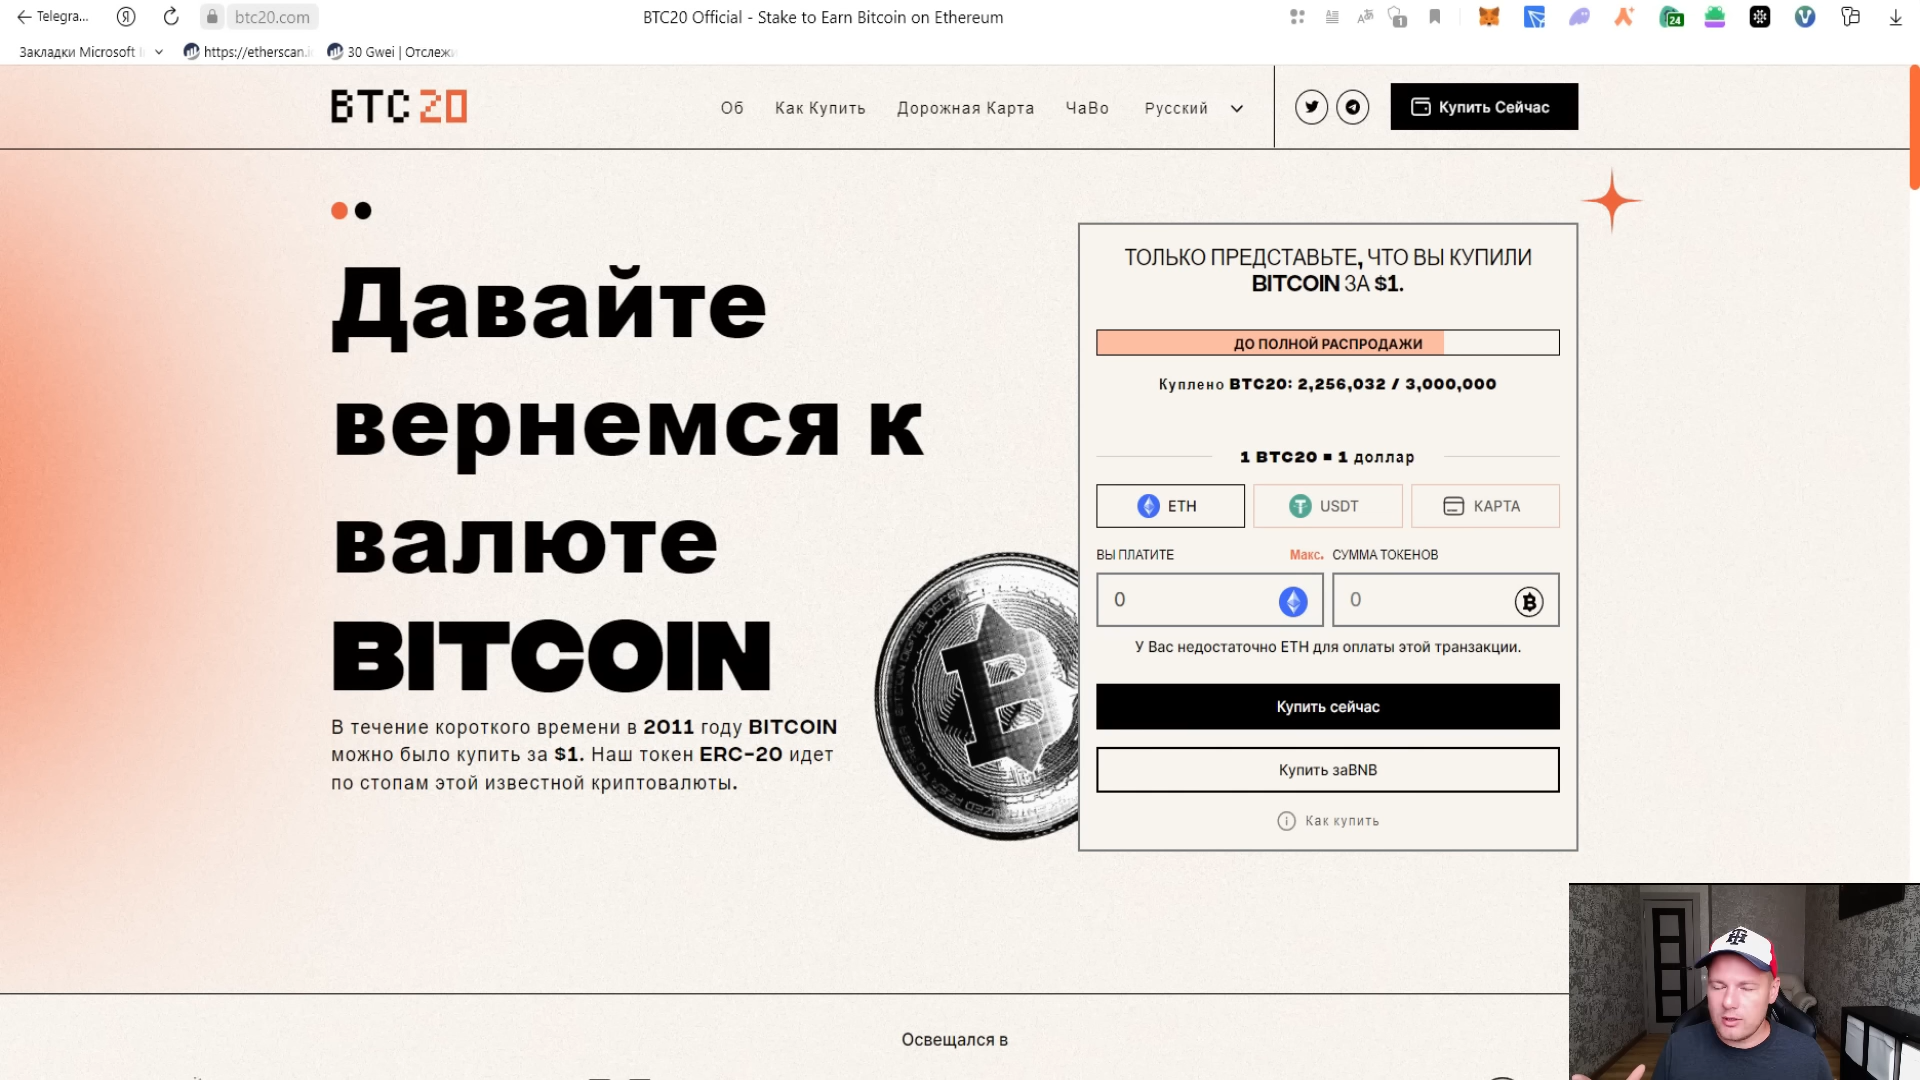 Telegra...
Я
btc20.com
BTC20 Official - Stake to Earn Bitcoin on Ethereum
1
24
Закладки Microsoft
https://etherscan.
30 Gwei | Отслеж
BTC20
Об
Как Купить
Дорожная Карта
ЧаВо
Русский
Купить Сейчас
Давайте
вернемся к
валюте
BITCOIN
В течение короткого времени в 2011 году BITCOIN
можно было купить за $1. Наш токен ERC-20 идет
по стопам этой известной криптовалюты.
ТОЛЬКО ПРЕДСТАВЬТЕ, ЧТО ВЫ КУПИЛИ
BITCOIN ЗА $1.
ДО ПОЛНОЙ РАСПРОДАЖИ
Куплено BTC20: 2,256,032 / 3,000,000
1 BTC20 = 1 доллар
ETH
USDT
КАРТА
ВЫ ПЛАТИТЕ
Макс.
СУММА ТОКЕНОВ
0
0
У Вас недостаточно ETH для оплаты этой транзакции.
Купить сейчас
Купить заBNB
Как купить
Освещался в